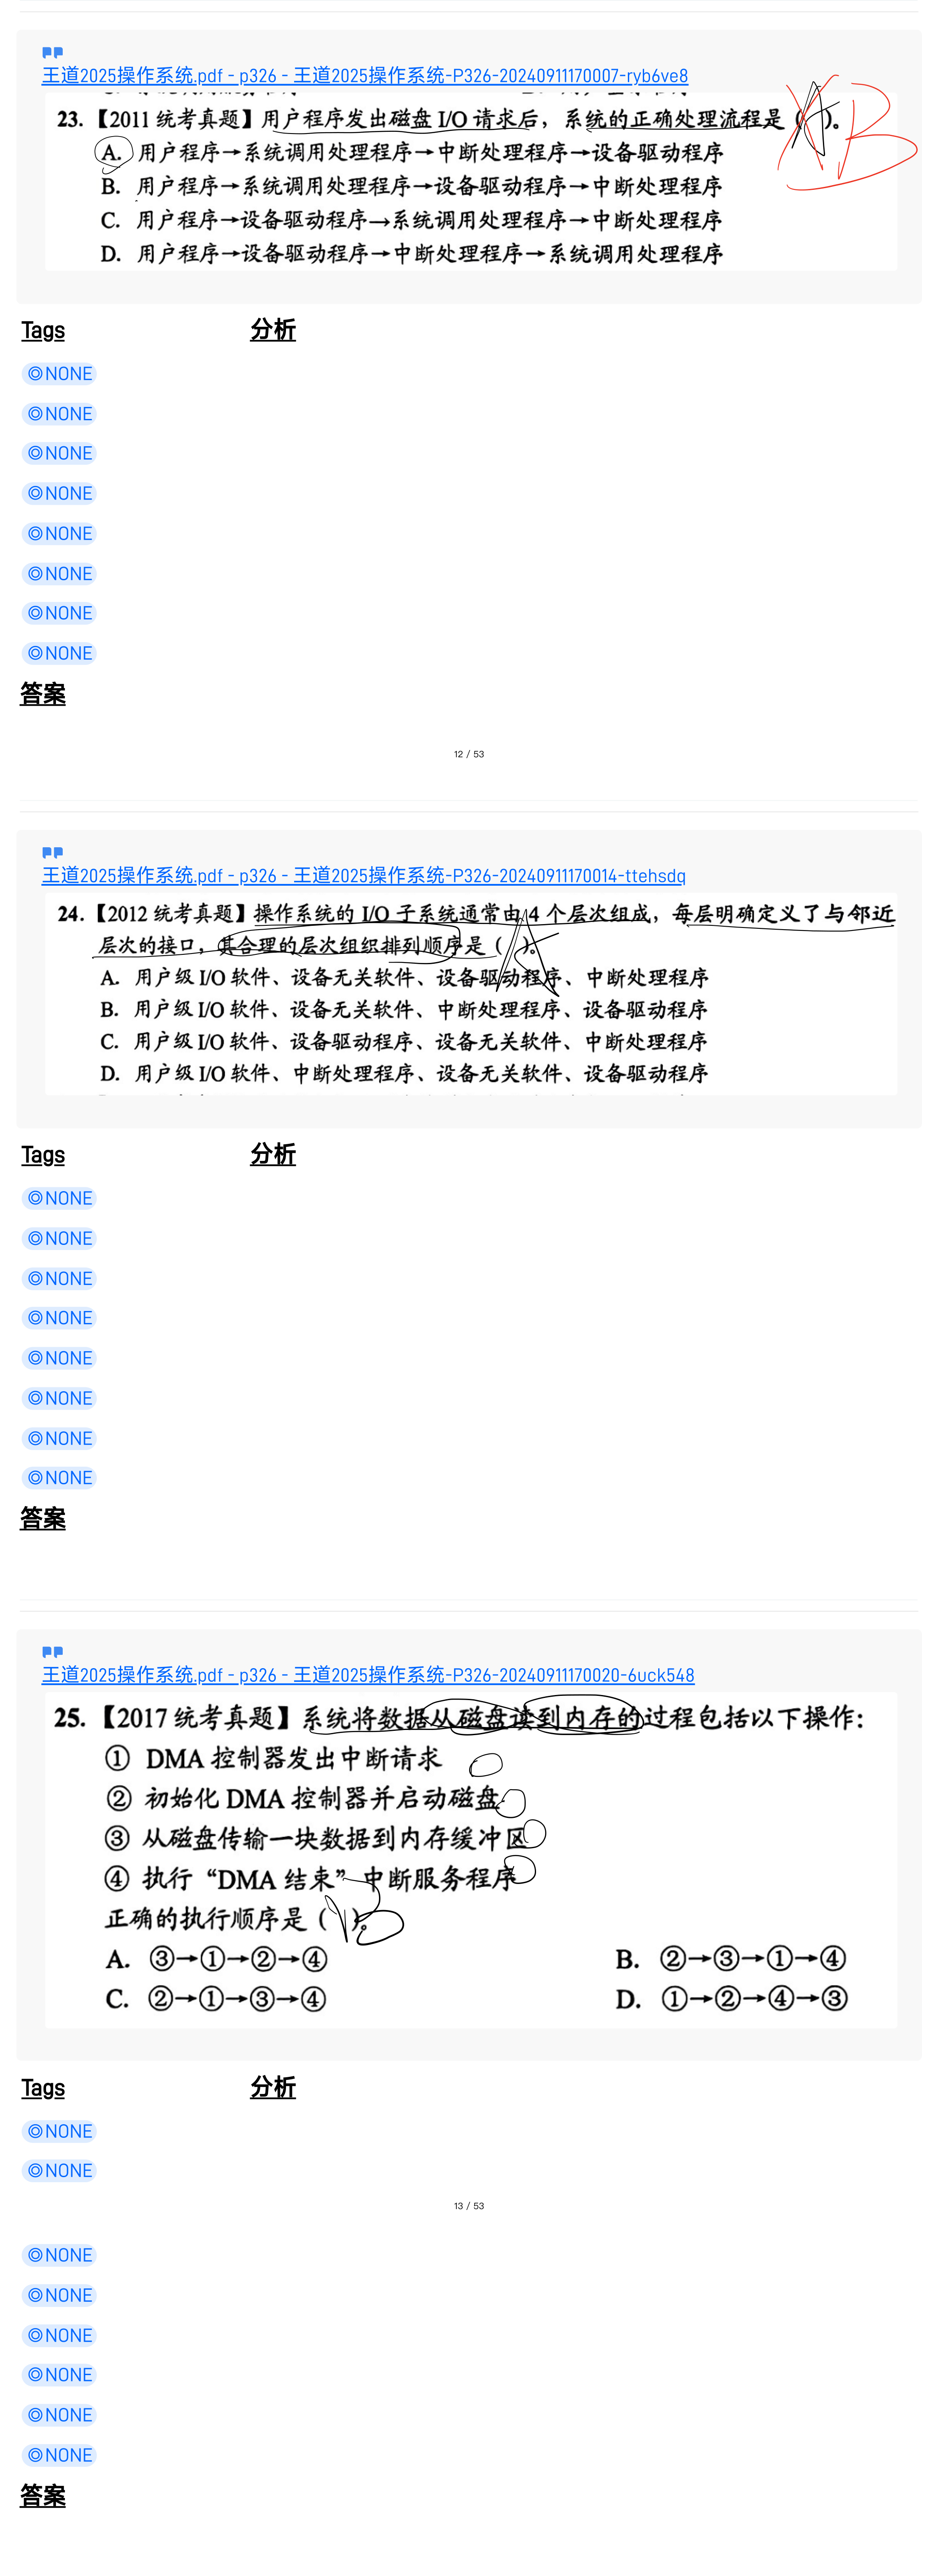 王道2025操作系统.pdf - p326 - 王道2025操作系统-P326-20240911170007-ryb6ve8
23. 【2011 统考真题】用户程序发出磁盘 I/O 请求后，系统的正确处理流程是（ ）。
A B
A. 用户程序→系统调用处理程序→中断处理程序→设备驱动程序
B. 用户程序→系统调用处理程序→设备驱动程序→中断处理程序
C. 用户程序→设备驱动程序→系统调用处理程序→中断处理程序
D. 用户程序→设备驱动程序→中断处理程序→系统调用处理程序
Tags 分析
◎NONE
◎NONE
◎NONE
◎NONE
◎NONE
◎NONE
◎NONE
◎NONE
答案
12 / 53
王道2025操作系统.pdf - p326 - 王道2025操作系统-P326-20240911170014-ttehsdq
24. 【2012 统考真题】操作系统的 I/O 子系统通常由 4 个层次组成，每层明确定义了与邻近
层次的接口，其合理的层次组织排列顺序是（ ）。
A
A. 用户级 I/O 软件、设备无关软件、设备驱动程序、中断处理程序
B. 用户级 I/O 软件、设备无关软件、中断处理程序、设备驱动程序
C. 用户级 I/O 软件、设备驱动程序、设备无关软件、中断处理程序
D. 用户级 I/O 软件、中断处理程序、设备无关软件、设备驱动程序
Tags 分析
◎NONE
◎NONE
◎NONE
◎NONE
◎NONE
◎NONE
◎NONE
◎NONE
答案
王道2025操作系统.pdf - p326 - 王道2025操作系统-P326-20240911170020-6uck548
25. 【2017 统考真题】系统将数据从磁盘读到内存的过程包括以下操作：
① DMA 控制器发出中断请求
② 初始化 DMA 控制器并启动磁盘
③ 从磁盘传输一块数据到内存缓冲区
④ 执行“DMA 结束”中断服务程序
正确的执行顺序是（ ）。
B
A. ③→①→②→④ B. ②→③→①→④
C. ②→①→③→④ D. ①→②→④→③
Tags 分析
◎NONE
◎NONE
13 / 53
◎NONE
◎NONE
◎NONE
◎NONE
◎NONE
◎NONE
答案